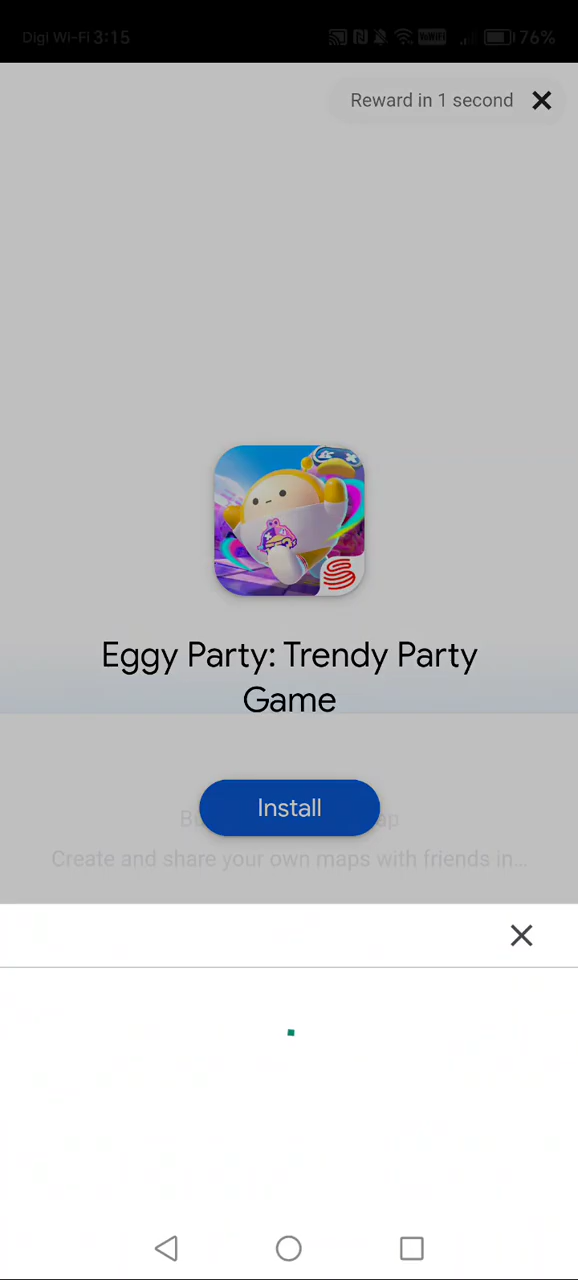 Digi Wi-Fi 3:15 VoWiFi 76%
Reward in 1 second
Eggy Party: Trendy Party
Game
Install
Create and share your own maps with friends in...